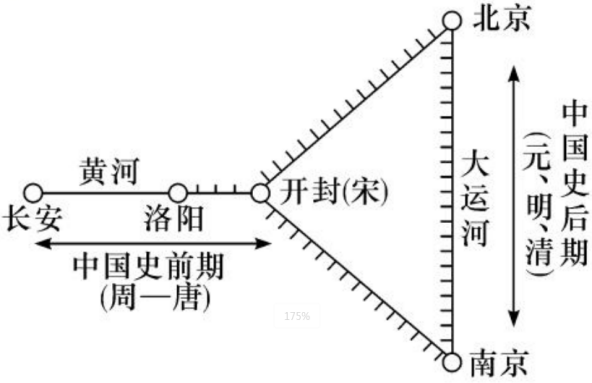 北京
黄河
长安
洛阳
开封(宋)
中国史前期
(周—唐)
大运河
中国史后期
(元、明、清)
175%
南京